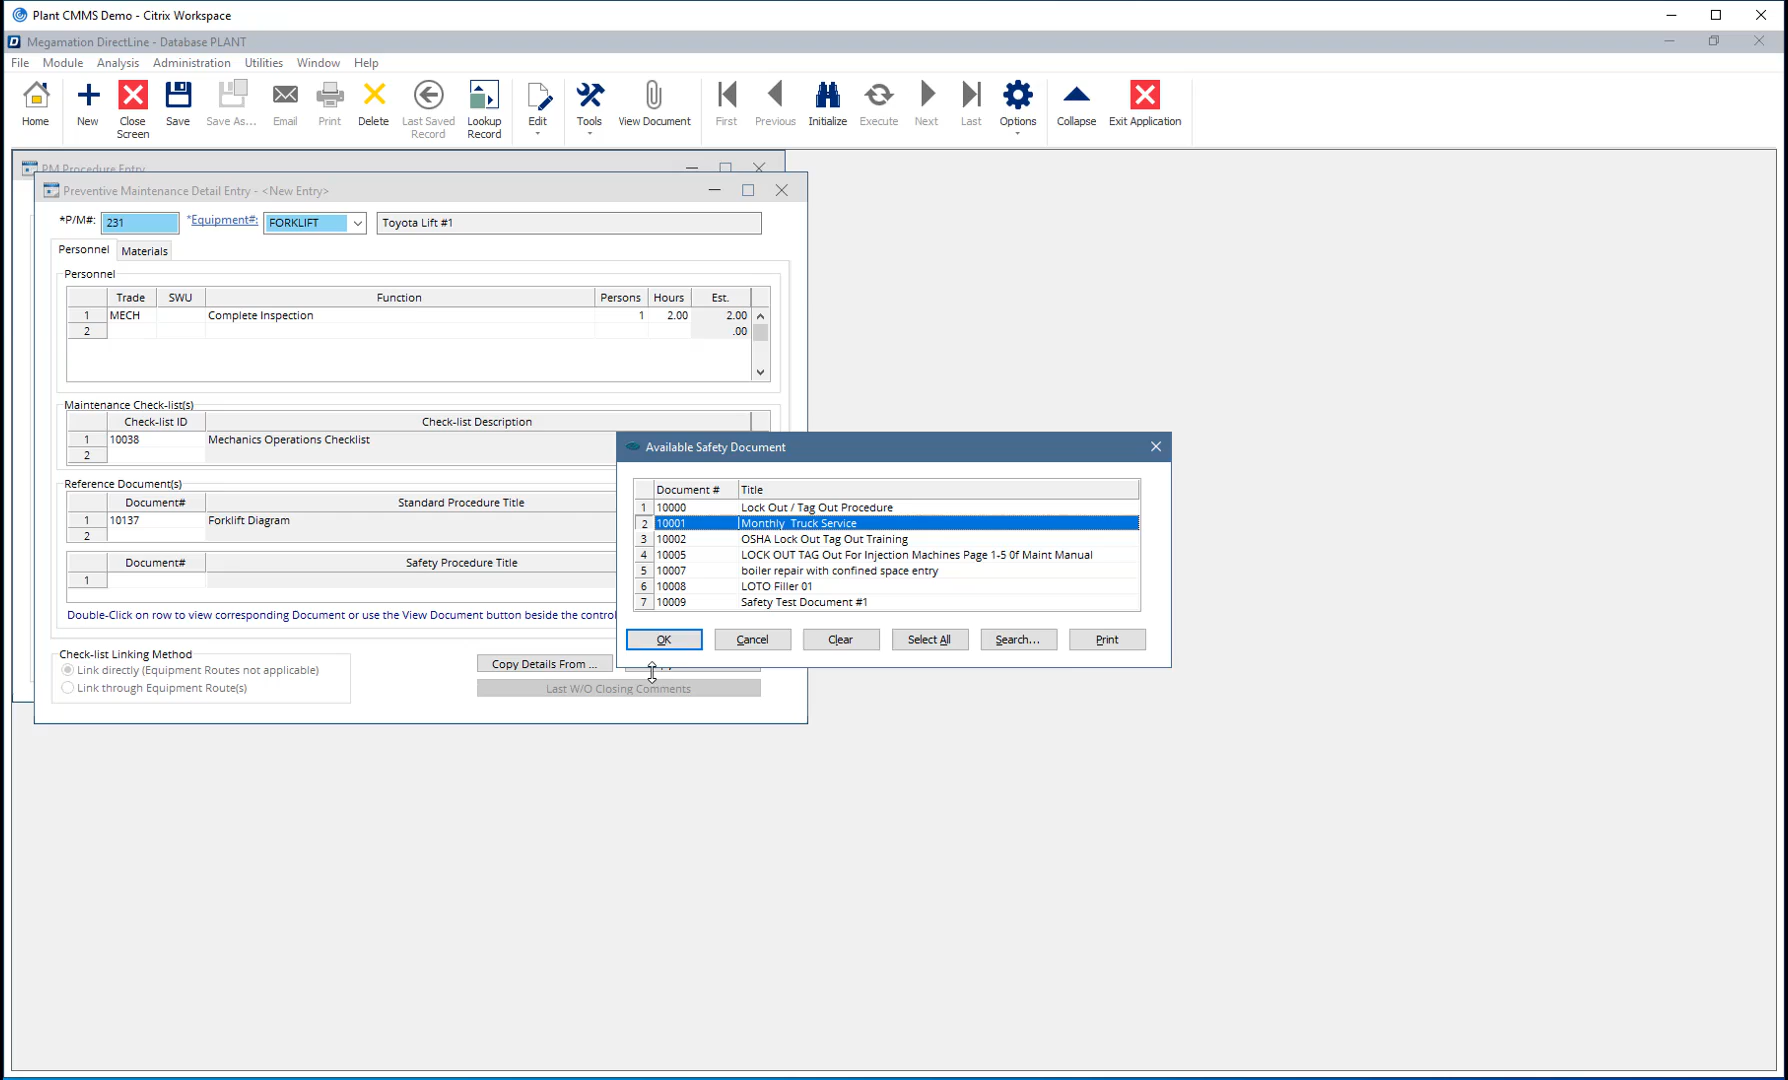 Plant CMMS Demo - Citrix Workspace
Megamation DirectLine - Database PLANT
File Module Analysis Administration Utilities Window Help
Home New Close Screen Save Save As... Email Print Delete Last Saved Record Lookup Record Edit Tools View Document First Previous Initialize Execute Next Last Options Collapse Exit Application
PM Procedure Entry
Preventive Maintenance Detail Entry - <New Entry>
*P/M#: 231 *Equipment#: FORKLIFT Toyota Lift #1
Personnel Materials
Personnel
Trade SWU Function Persons Hours Est.
1 MECH Complete Inspection 1 2.00 2.00
2 .00
Maintenance Check-list(s)
Check-list ID Check-list Description
1 10038 Mechanics Operations Checklist
2
Reference Document(s)
Document# Standard Procedure Title
1 10137 Forklift Diagram
2
Document# Safety Procedure Title
1
Double-Click on row to view corresponding Document or use the View Document button beside the control
Check-list Linking Method
Link directly (Equipment Routes not applicable)
Link through Equipment Route(s)
Copy Details From ...
Last W/O Closing Comments
Available Safety Document
Document # Title
1 10000 Lock Out / Tag Out Procedure
2 10001 Monthly Truck Service
3 10002 OSHA Lock Out Tag Out Training
4 10005 LOCK OUT TAG Out For Injection Machines Page 1-5 0f Maint Manual
5 10007 boiler repair with confined space entry
6 10008 LOTO Filler 01
7 10009 Safety Test Document #1
OK Cancel Clear Select All Search... Print